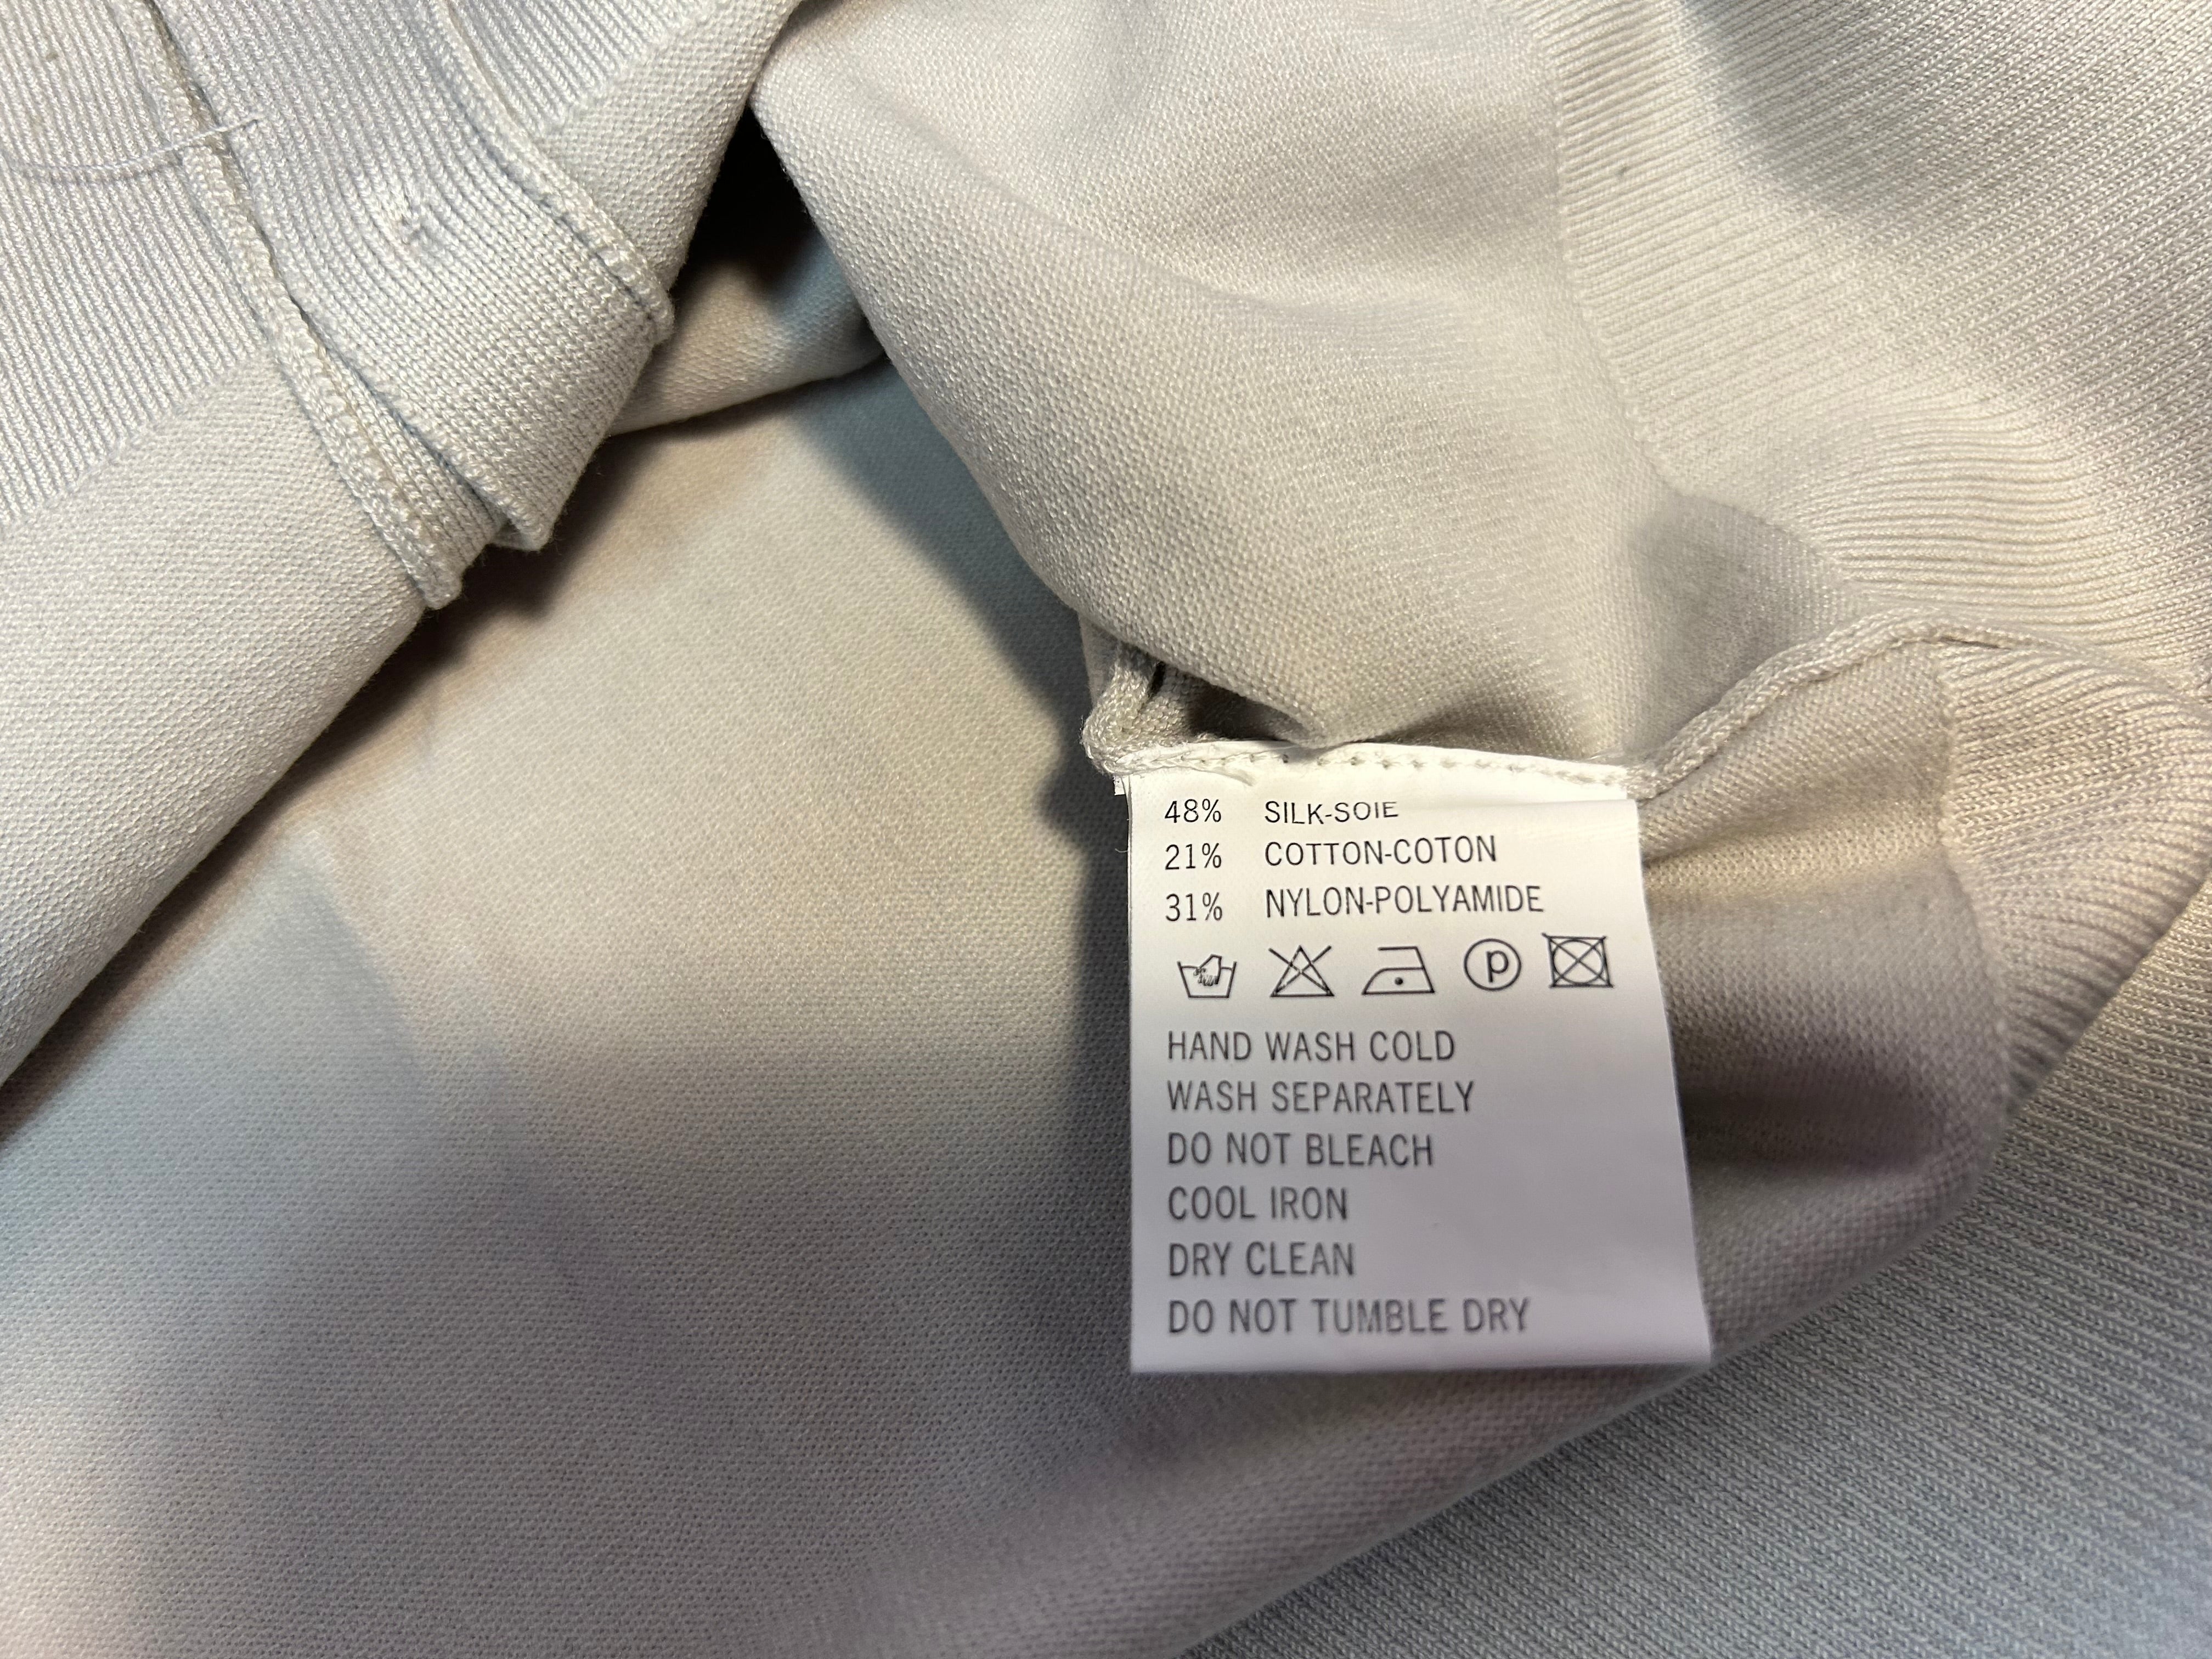 48% SILK-SOIE
21% COTTON-COTON
31% NYLON-POLYAMIDE
P
HAND WASH COLD
WASH SEPARATELY
DO NOT BLEACH
COOL IRON
DRY CLEAN
DO NOT TUMBLE DRY